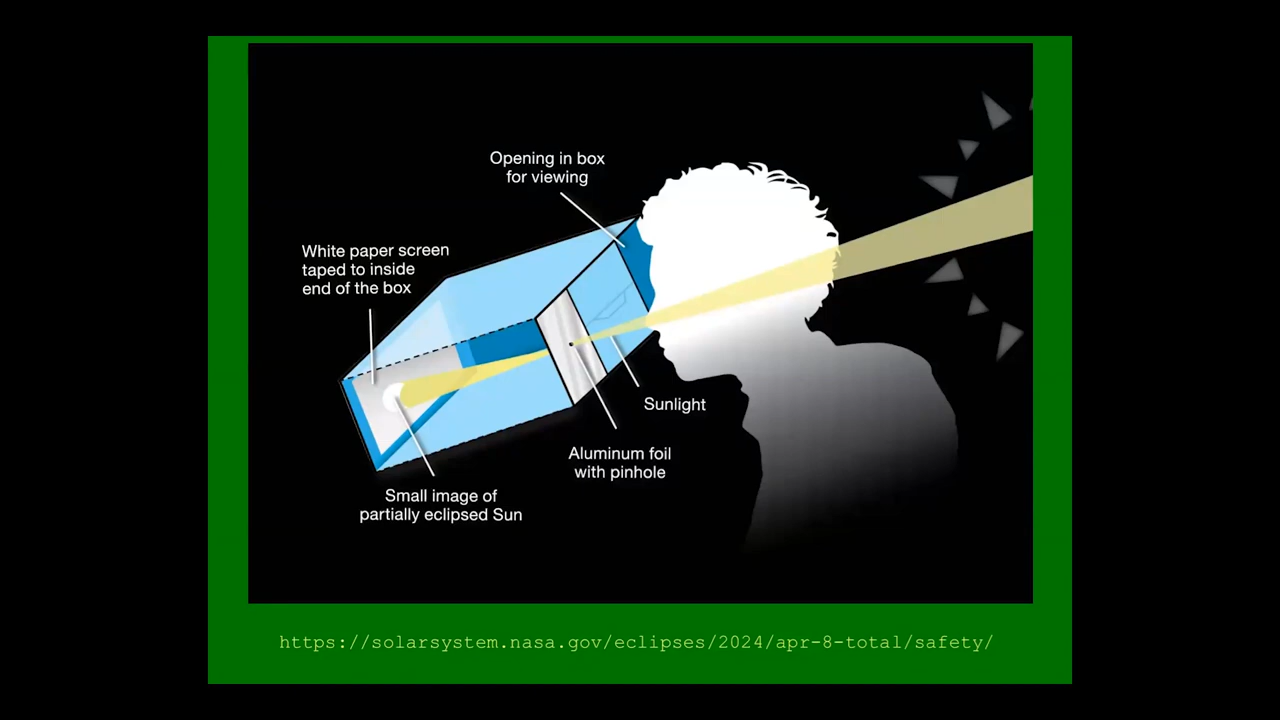 Opening in box
for viewing
White paper screen
taped to inside
end of the box
Sunlight
Aluminum foil
with pinhole
Small image of
partially eclipsed Sun
https://solarsystem.nasa.gov/eclipses/2024/apr-8-total/safety/